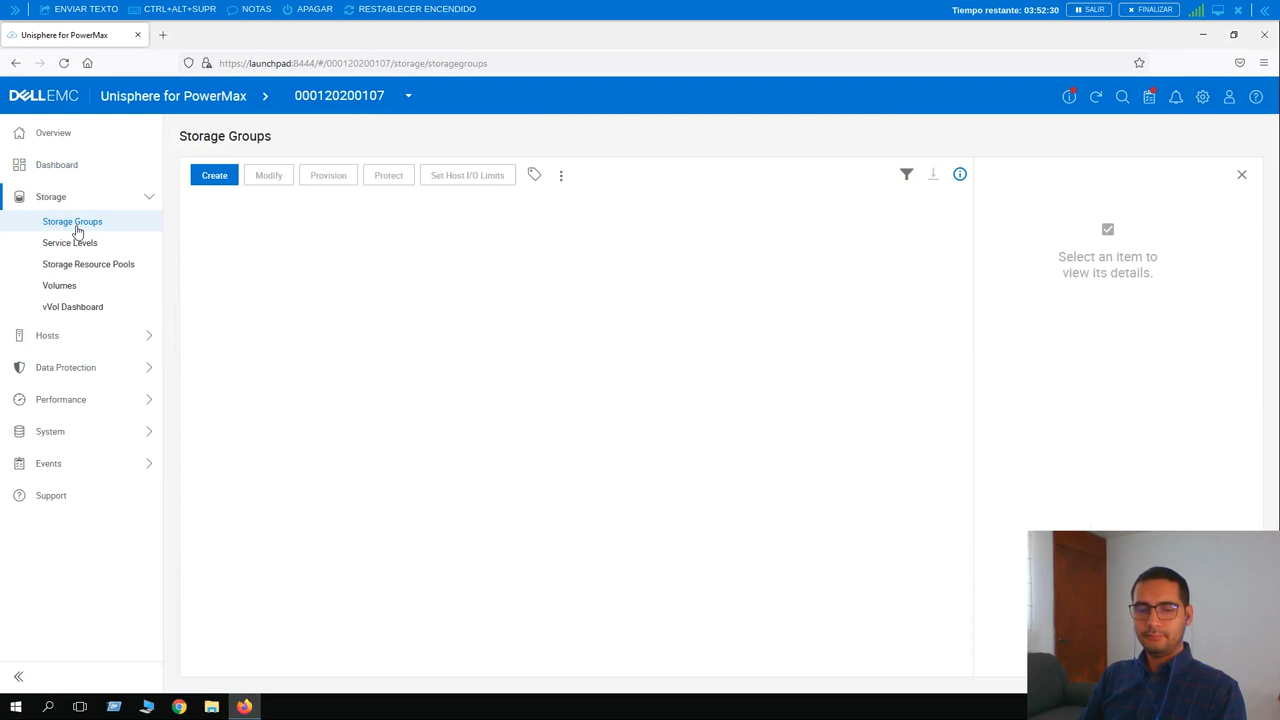 ENVIAR TEXTO CTRL+ALT+SUPR NOTAS APAGAR RESTABLECER ENCENDIDO Tiempo restante: 03:52:30 SALIR FINALIZAR
Unisphere for PowerMax
https://launchpad:8444/#/000120200107/storage/storagegroups
DELLEMC Unisphere for PowerMax 000120200107
Overview
Dashboard
Storage
Storage Groups
Service Levels
Storage Resource Pools
Volumes
vVol Dashboard
Hosts
Data Protection
Performance
System
Events
Support
Storage Groups
Create Modify Provision Protect Set Host I/O Limits
Select an item to
view its details.